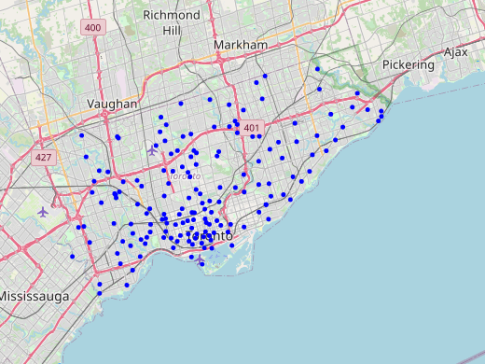 Richmond
Hill
400
Markham
Ajax
Pickering
Vaughan
401
427
Toronto
Mississauga